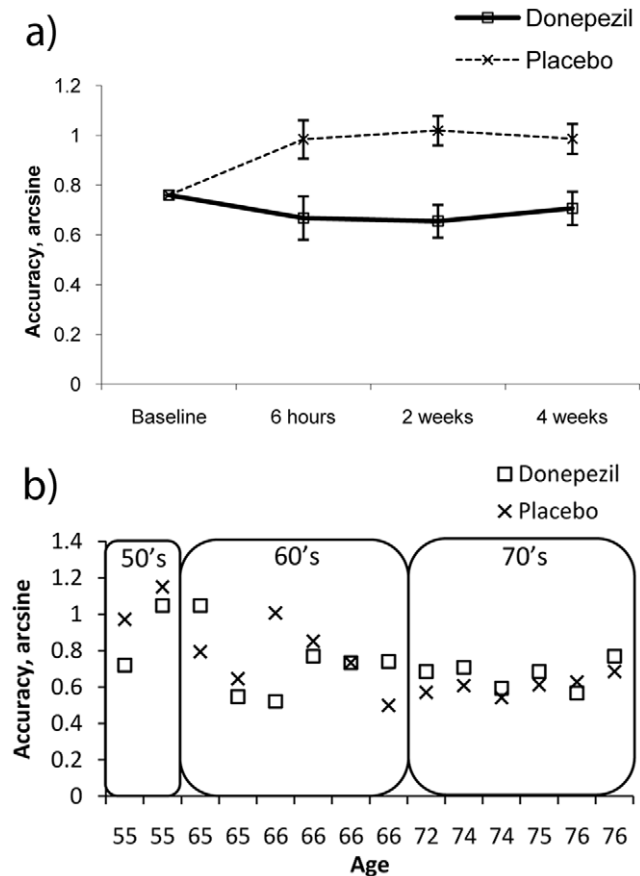 a)
Donepezil
Placebo
1.2
1
0.8
0.6
0.4
0.2
0
Accuracy, arcsine
Baseline 6 hours 2 weeks 4 weeks
b)
Donepezil
Placebo
1.4
1.2
1
0.8
0.6
0.4
0.2
0
Accuracy, arcsine
50's 60's 70's
55 55 65 65 66 66 66 66 72 74 74 75 76 76
Age